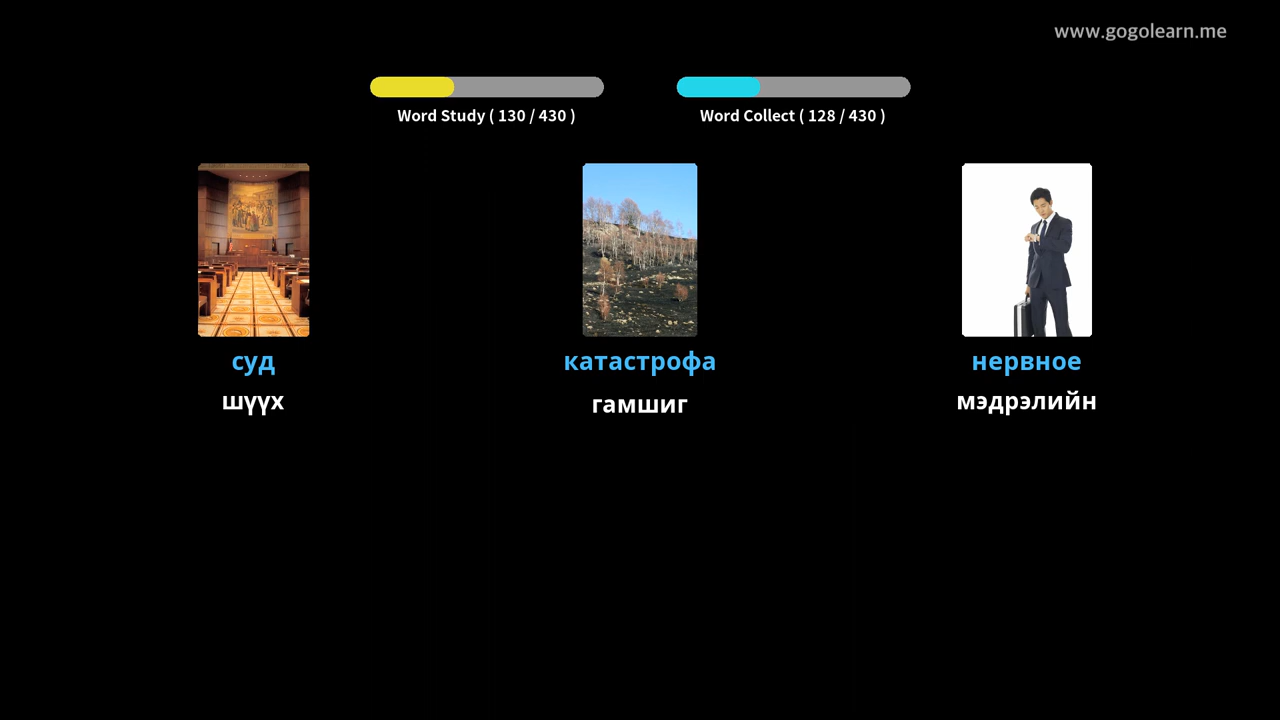 www.gogolearn.me
Word Study ( 130 / 430 )
Word Collect ( 128 / 430 )
суд
катастрофа
нервное
шүүх
гамшиг
мэдрэлийн